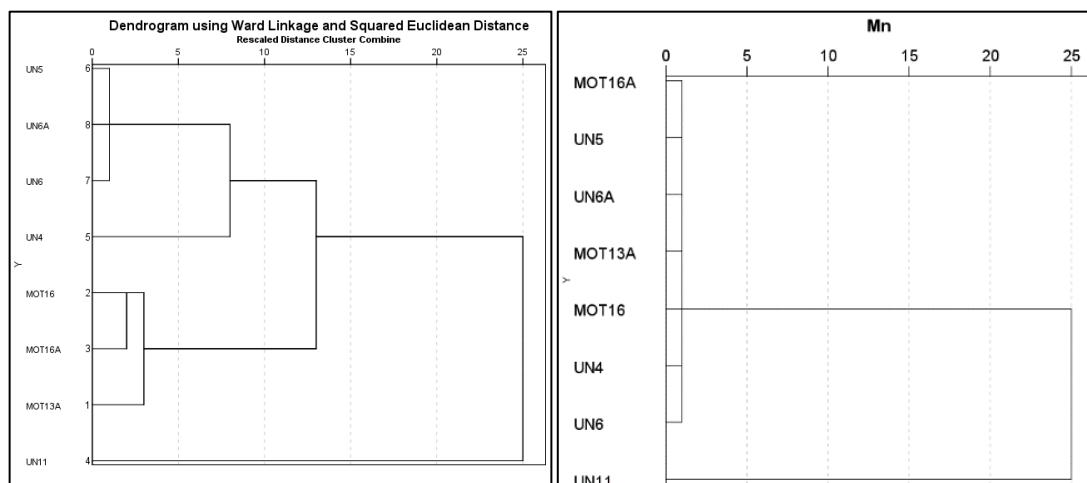 Dendrogram using Ward Linkage and Squared Euclidean Distance
Rescaled Distance Cluster Combine
0 5 10 15 20 25
UN5 6
UN6A 8
UN6 7
UN4 5
Y
MOT16 2
MOT16A 3
MOT13A 1
UN11 4
Mn
0 5 10 15 20 25
MOT16A
UN5
UN6A
MOT13A
Y
MOT16
UN4
UN6
UN11